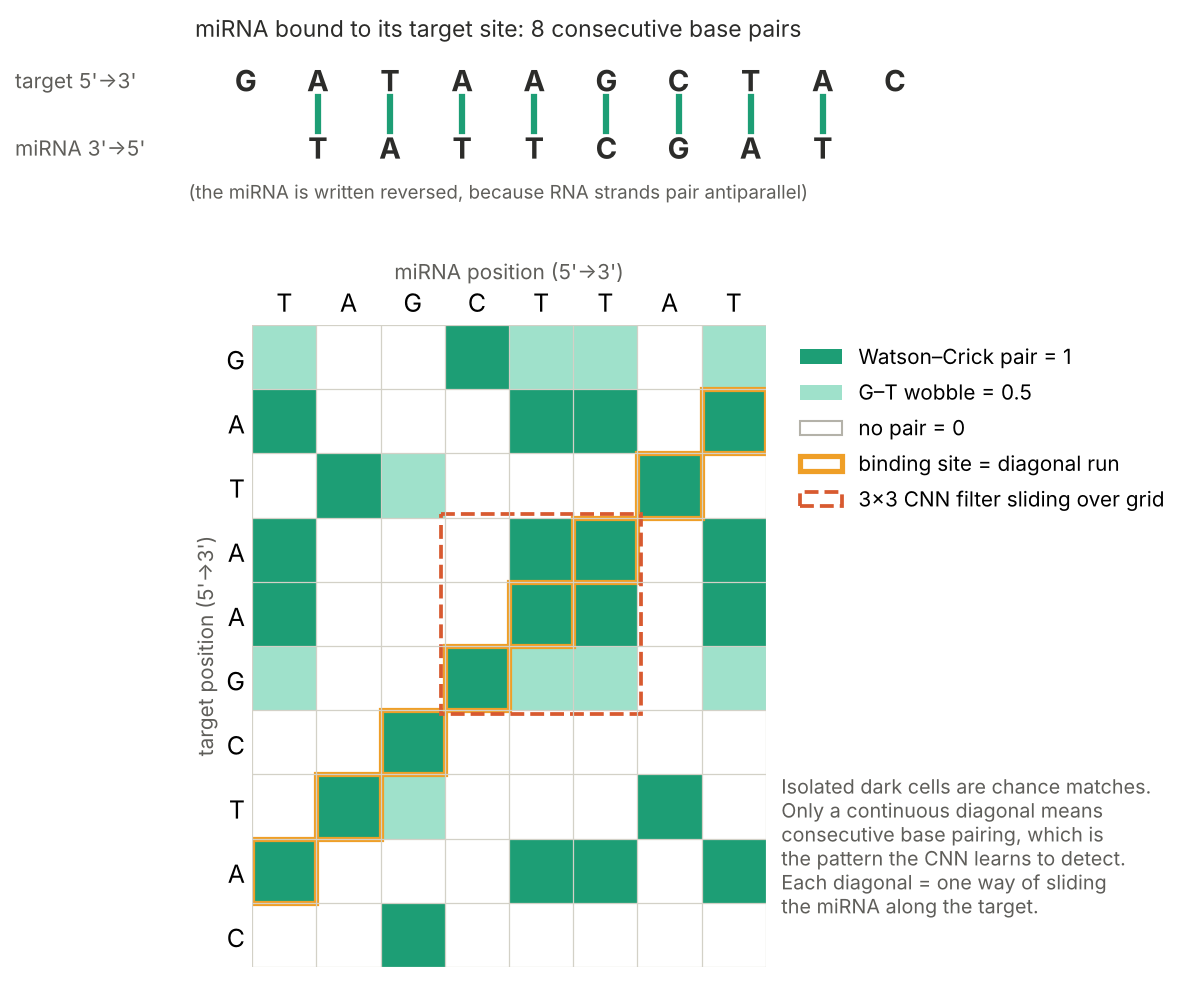 miRNA bound to its target site: 8 consecutive base pairs
target 5'→3' G A T A A G C T A C
miRNA 3'→5' T A T T C G A T
(the miRNA is written reversed, because RNA strands pair antiparallel)
miRNA position (5'→3')
T A G C T T A T
target position (5'→3')
G
A
T
A
A
G
C
T
A
C
Watson–Crick pair = 1
G–T wobble = 0.5
no pair = 0
binding site = diagonal run
3×3 CNN filter sliding over grid
Isolated dark cells are chance matches.
Only a continuous diagonal means
consecutive base pairing, which is
the pattern the CNN learns to detect.
Each diagonal = one way of sliding
the miRNA along the target.